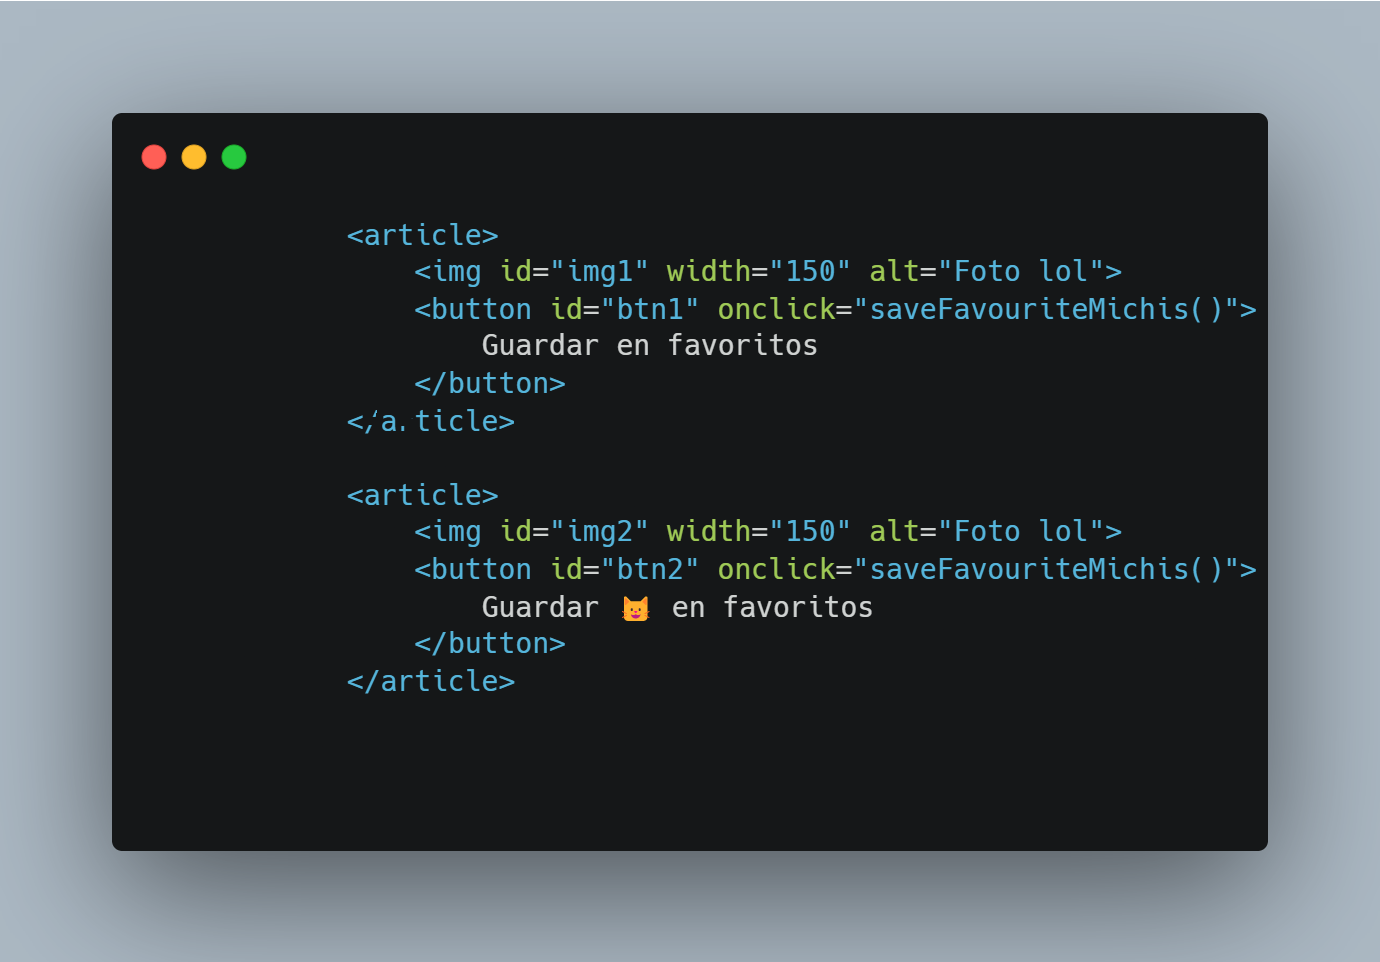 <article>
<img id="img1" width="150" alt="Foto lol">
<button id="btn1" onclick="saveFavouriteMichis()">
Guardar en favoritos
</button>
</article>
<article>
<img id="img2" width="150" alt="Foto lol">
<button id="btn2" onclick="saveFavouriteMichis()">
Guardar 😺 en favoritos
</button>
</article>